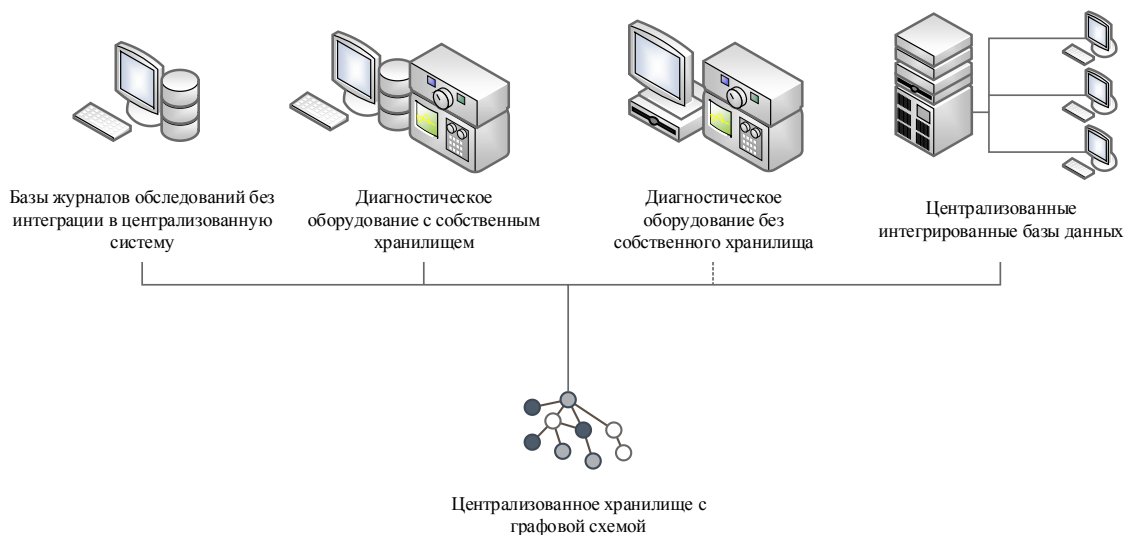 Базы журналов обследований без
интеграции в централизованную
систему
Диагностическое
оборудование с собственным
хранилищем
Диагностическое
оборудование без
собственного хранилища
Централизованные
интегрированные базы данных
Централизованное хранилище с
графовой схемой